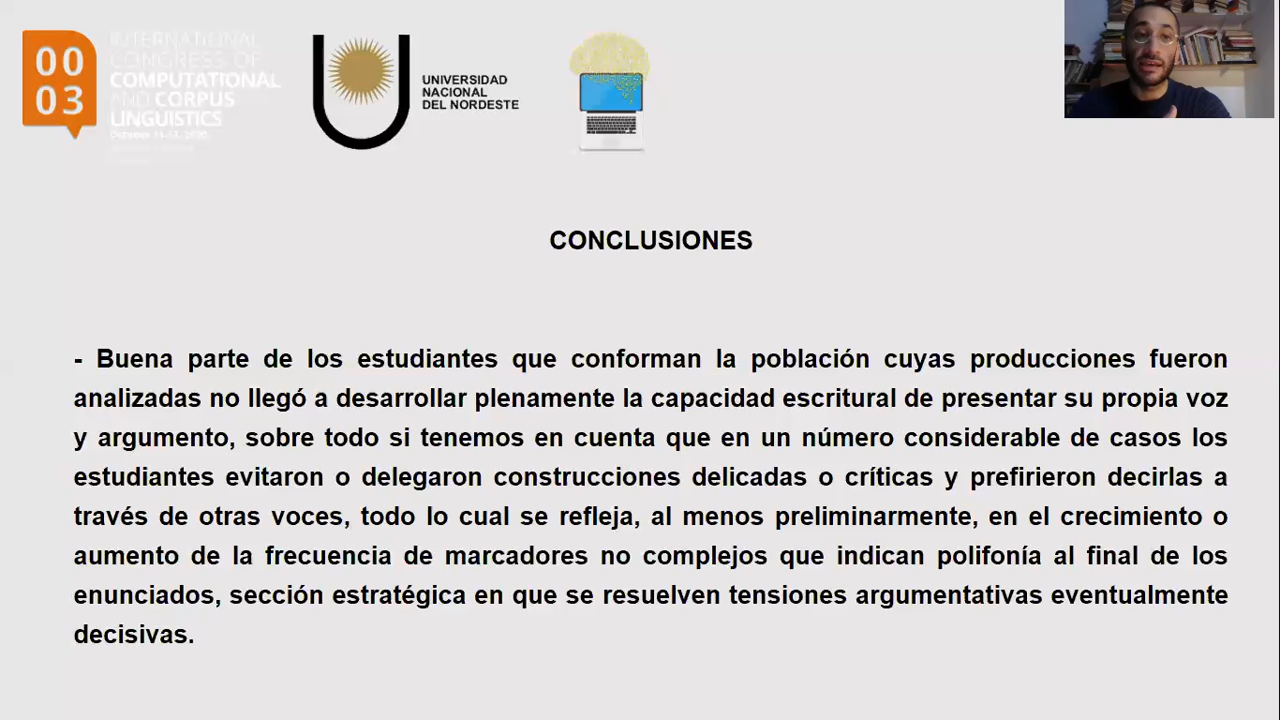 00
03
INTERNATIONAL
CONGRESS OF
COMPUTATIONAL
AND CORPUS
LINGUISTICS
UNIVERSIDAD
NACIONAL
DEL NORDESTE
CONCLUSIONES
- Buena parte de los estudiantes que conforman la población cuyas producciones fueron
analizadas no llegó a desarrollar plenamente la capacidad escritural de presentar su propia voz
y argumento, sobre todo si tenemos en cuenta que en un número considerable de casos los
estudiantes evitaron o delegaron construcciones delicadas o críticas y prefirieron decirlas a
través de otras voces, todo lo cual se refleja, al menos preliminarmente, en el crecimiento o
aumento de la frecuencia de marcadores no complejos que indican polifonía al final de los
enunciados, sección estratégica en que se resuelven tensiones argumentativas eventualmente
decisivas.